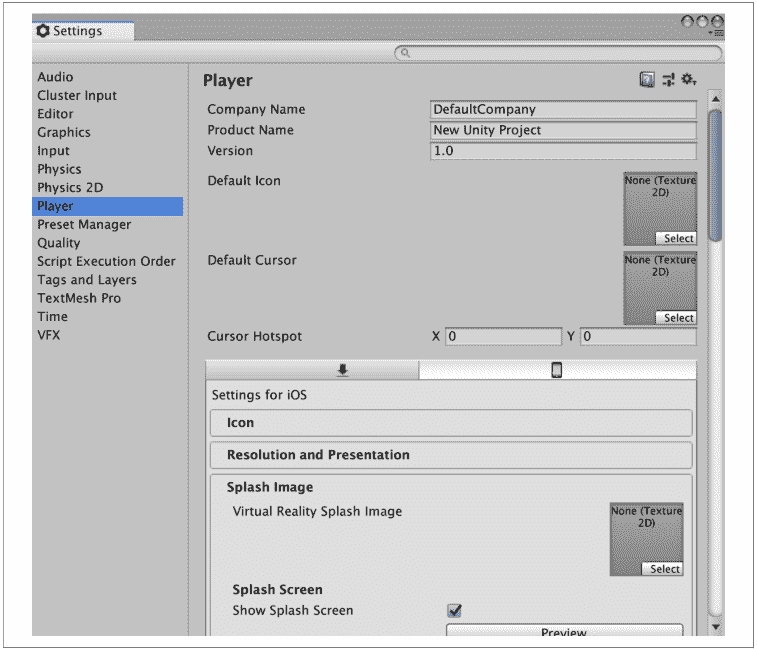 Settings
Audio
Cluster Input
Editor
Graphics
Input
Physics
Physics 2D
Player
Preset Manager
Quality
Script Execution Order
Tags and Layers
TextMesh Pro
Time
VFX
Player
Company Name DefaultCompany
Product Name New Unity Project
Version 1.0
Default Icon
None (Texture
2D)
Select
Default Cursor
None (Texture
2D)
Select
Cursor Hotspot X 0 Y 0
Settings for iOS
Icon
Resolution and Presentation
Splash Image
Virtual Reality Splash Image
None (Texture
2D)
Select
Splash Screen
Show Splash Screen
Preview